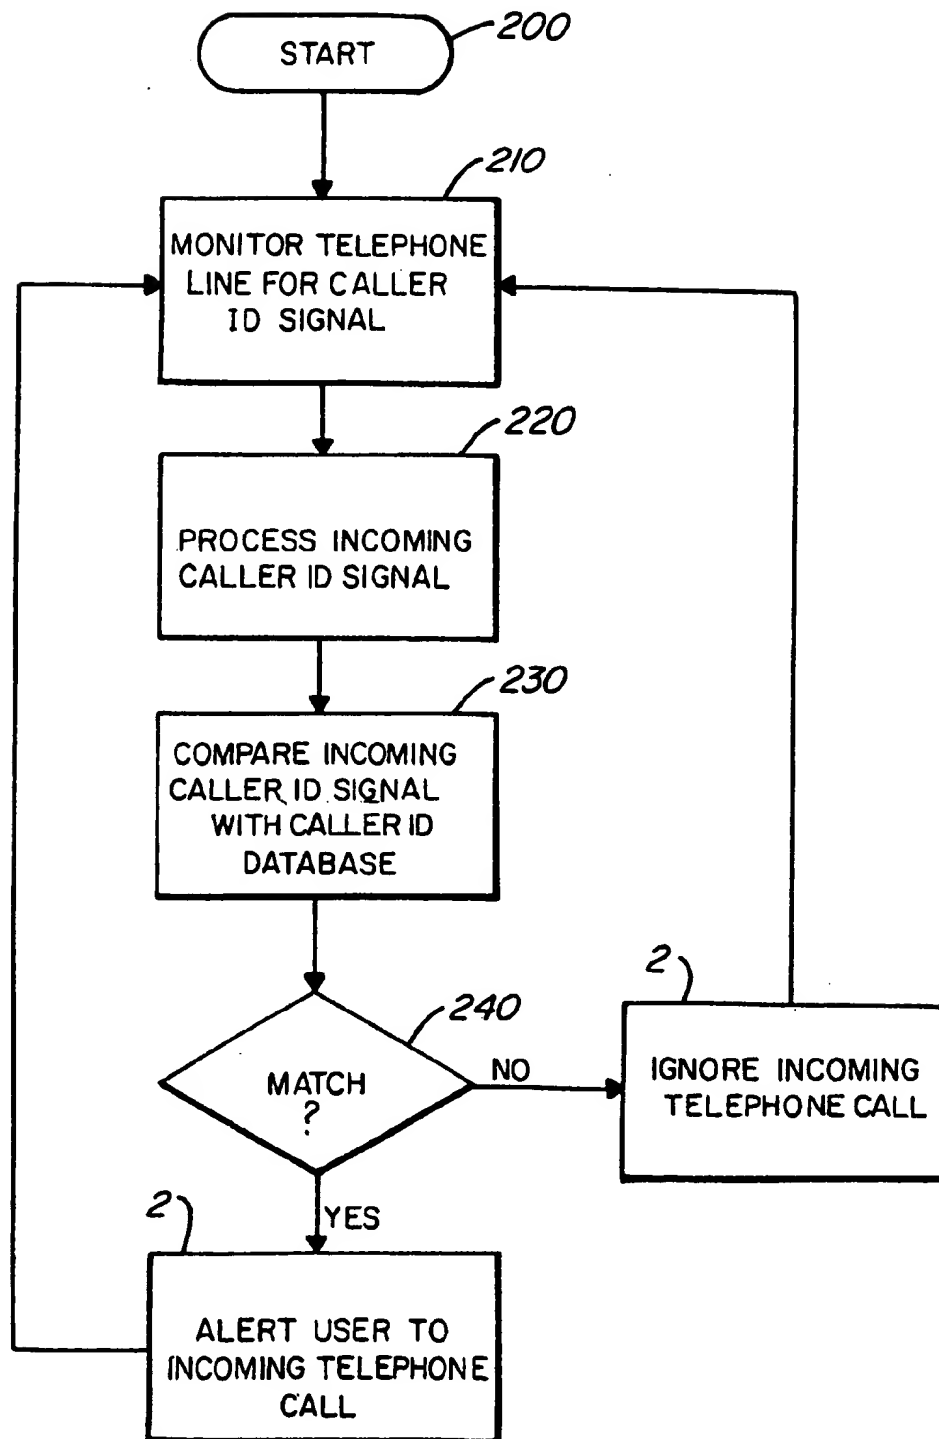 START
200
210
MONITOR TELEPHONE
LINE FOR CALLER
ID SIGNAL
220
PROCESS INCOMING
CALLER ID SIGNAL
230
COMPARE INCOMING
CALLER ID SIGNAL
WITH CALLER ID
DATABASE
240
MATCH
?
NO
2
IGNORE INCOMING
TELEPHONE CALL
YES
2
ALERT USER TO
INCOMING TELEPHONE
CALL